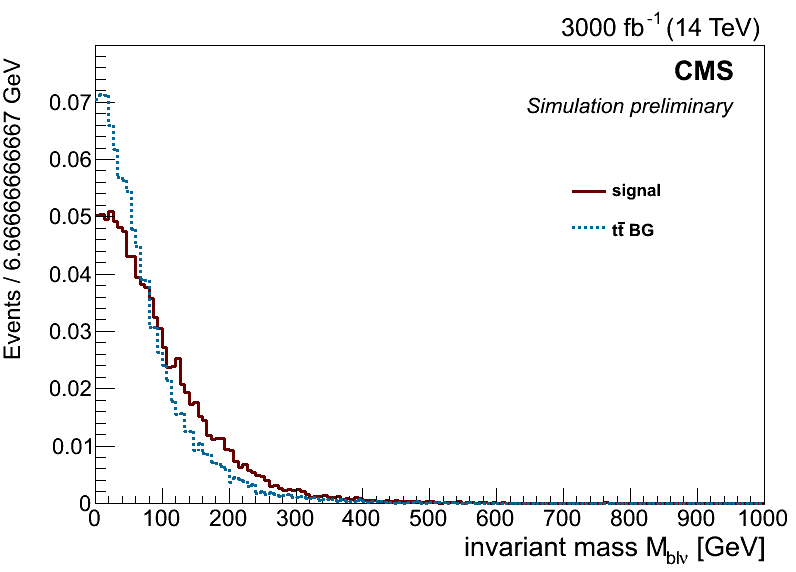 3000 fb⁻¹ (14 TeV)
CMS
Simulation preliminary
signal
tt̄ BG
Events / 6.66666666667 GeV
0.07
0.06
0.05
0.04
0.03
0.02
0.01
0
0 100 200 300 400 500 600 700 800 900 1000
invariant mass M_blν [GeV]